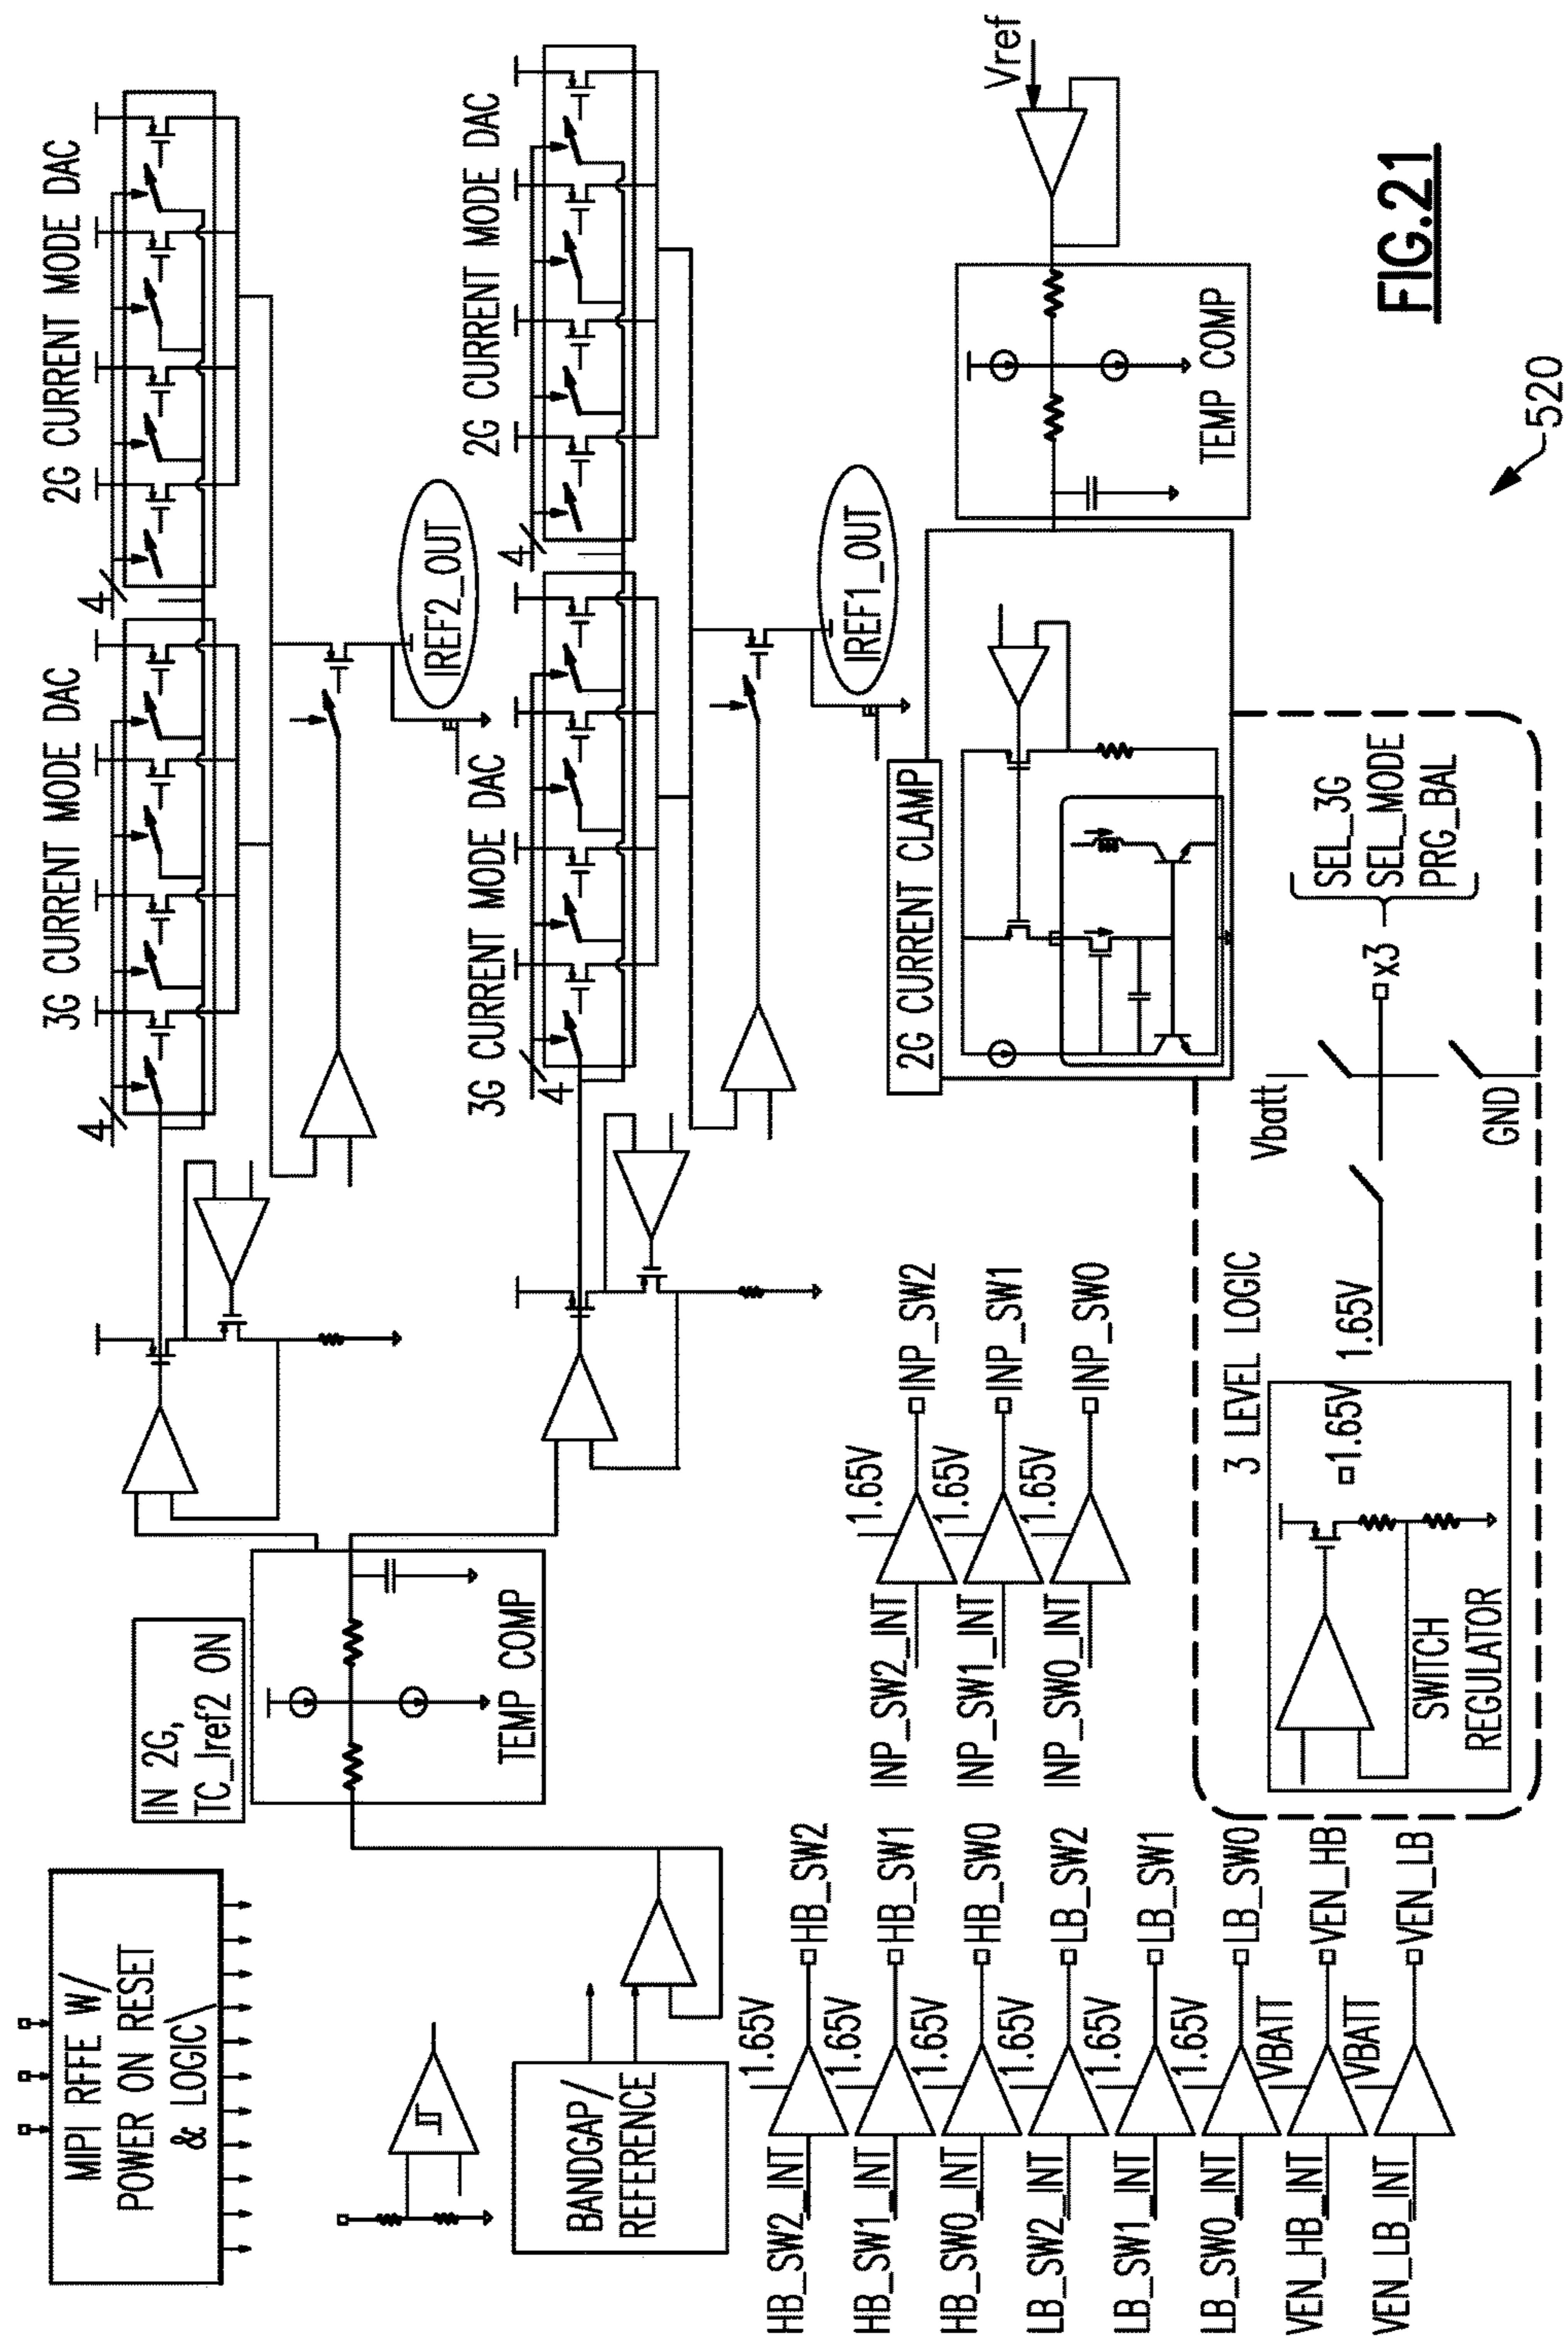 MIPI RFFE W/
POWER ON RESET
& LOGIC\
IN 2G,
TC_Iref2 ON
TEMP COMP
BANDGAP/
REFERENCE
3G CURRENT MODE DAC
4
2G CURRENT MODE DAC
4
IREF2_OUT
3G CURRENT MODE DAC
4
2G CURRENT MODE DAC
4
IREF1_OUT
HB_SW2_INT
1.65V
HB_SW2
HB_SW1_INT
1.65V
HB_SW1
HB_SW0_INT
1.65V
HB_SW0
LB_SW2_INT
1.65V
LB_SW2
LB_SW1_INT
1.65V
LB_SW1
LB_SW0_INT
1.65V
LB_SW0
VEN_HB_INT
VBATT
VEN_HB
VEN_LB_INT
VBATT
VEN_LB
INP_SW2_INT
1.65V
INP_SW2
INP_SW1_INT
1.65V
INP_SW1
INP_SW0_INT
1.65V
INP_SW0
2G CURRENT CLAMP
TEMP COMP
Vref
3 LEVEL LOGIC
SWITCH
REGULATOR
1.65V
1.65V
Vbatt
GND
x3
SEL_3G
SEL_MODE
PRG_BAL
520
FIG.21